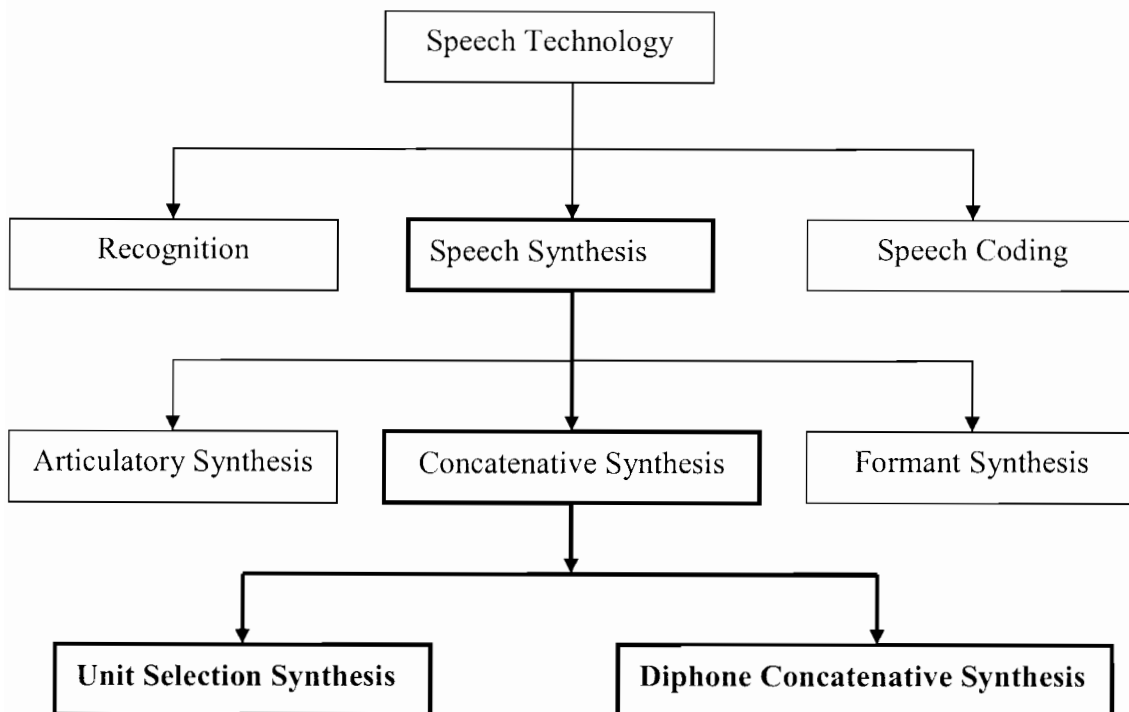 Speech Technology
Recognition
Speech Synthesis
Speech Coding
Articulatory Synthesis
Concatenative Synthesis
Formant Synthesis
Unit Selection Synthesis
Diphone Concatenative Synthesis